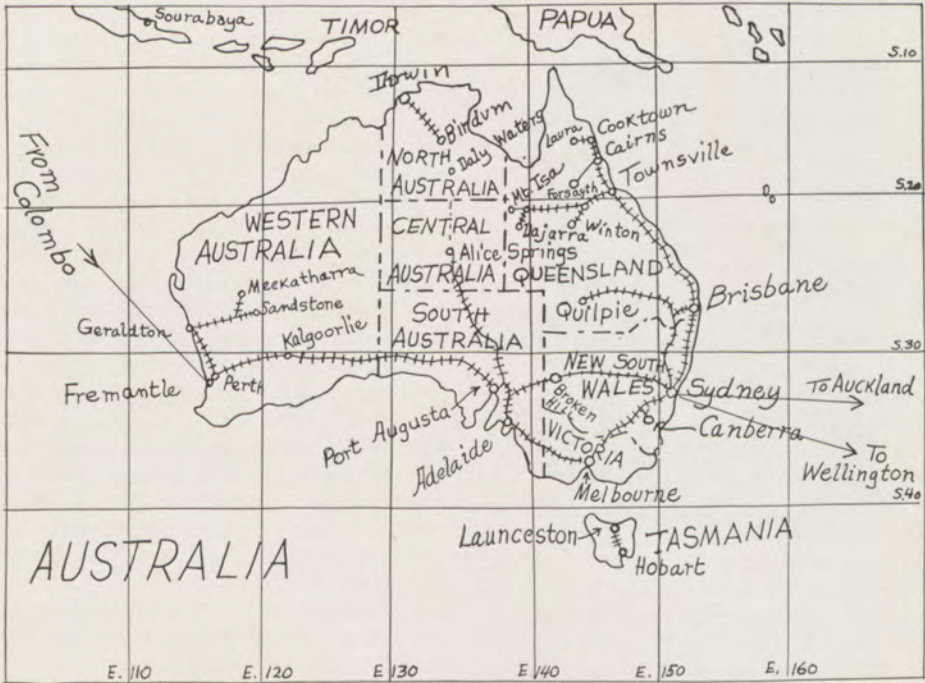 Sourabaya
TIMOR
PAPUA
S.10
Darwin
Birdum
Daly Waters
Laura
Cooktown
Cairns
Townsville
From
Colombo
NORTH
AUSTRALIA
Mt Isa
Forsayth
S.20
WESTERN
AUSTRALIA
CENTRAL
AUSTRALIA
Dajarra
Winton
Alice Springs
QUEENSLAND
Meekatharra
Sandstone
Geraldton
Kalgoorlie
SOUTH
AUSTRALIA
Quilpie
Brisbane
S.30
Fremantle
Perth
NEW SOUTH
WALES
Broken
Hill
Sydney
To Auckland
Port Augusta
Adelaide
VICTORIA
Canberra
To
Wellington
Melbourne
S.40
Launceston
TASMANIA
Hobart
AUSTRALIA
E.110
E.120
E.130
E.140
E.150
E.160